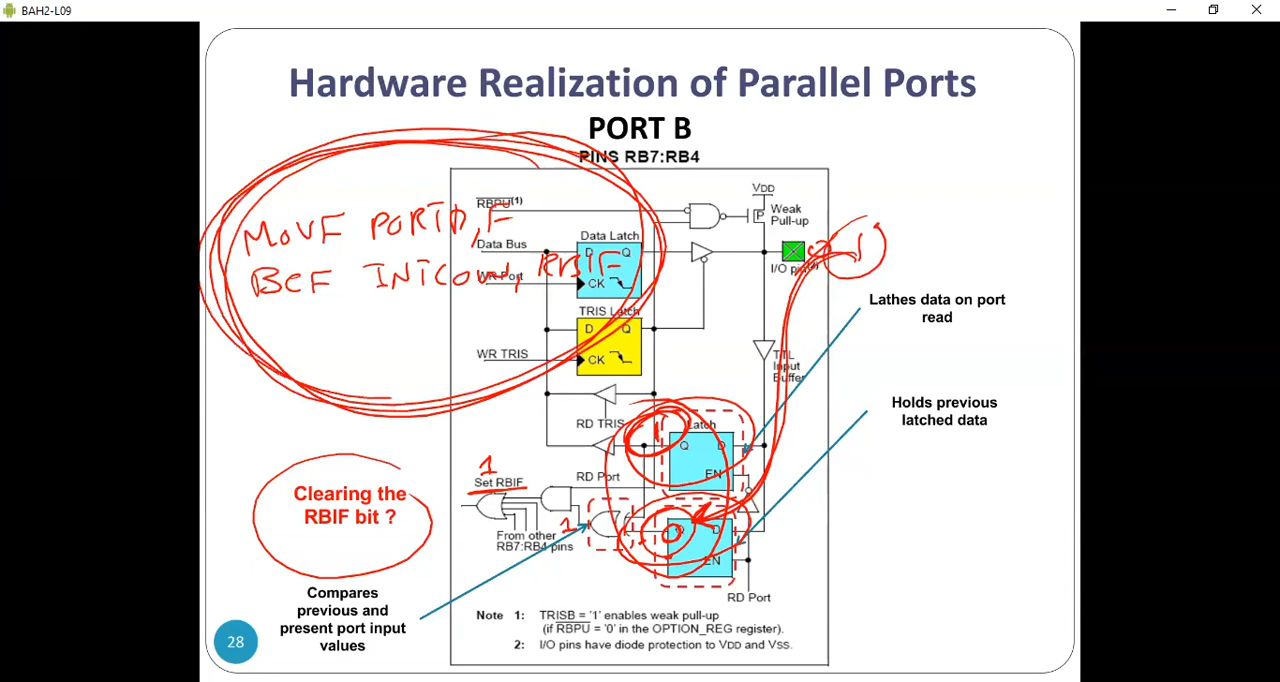 BAH2-L09
Hardware Realization of Parallel Ports
PORT B
PINS RB7:RB4
RBPU(1)
VDD
P
Weak
Pull-up
MOVF PORTB, F
Data Bus
Data Latch
D Q
I/O pin(2)
1
BCF INTCON, RBIF
WR Port
CK
Lathes data on port
read
TRIS Latch
D Q
WR TRIS
CK
TTL
Input
Buffer
Holds previous
latched data
RD TRIS
Latch
1
Q D
EN
RD Port
1
Set RBIF
Clearing the
RBIF bit ?
1
0
Q D
EN
From other
RB7:RB4 pins
RD Port
Compares
previous and
present port input
values
Note 1: TRISB = '1' enables weak pull-up
(if RBPU = '0' in the OPTION_REG register).
2: I/O pins have diode protection to VDD and VSS.
28